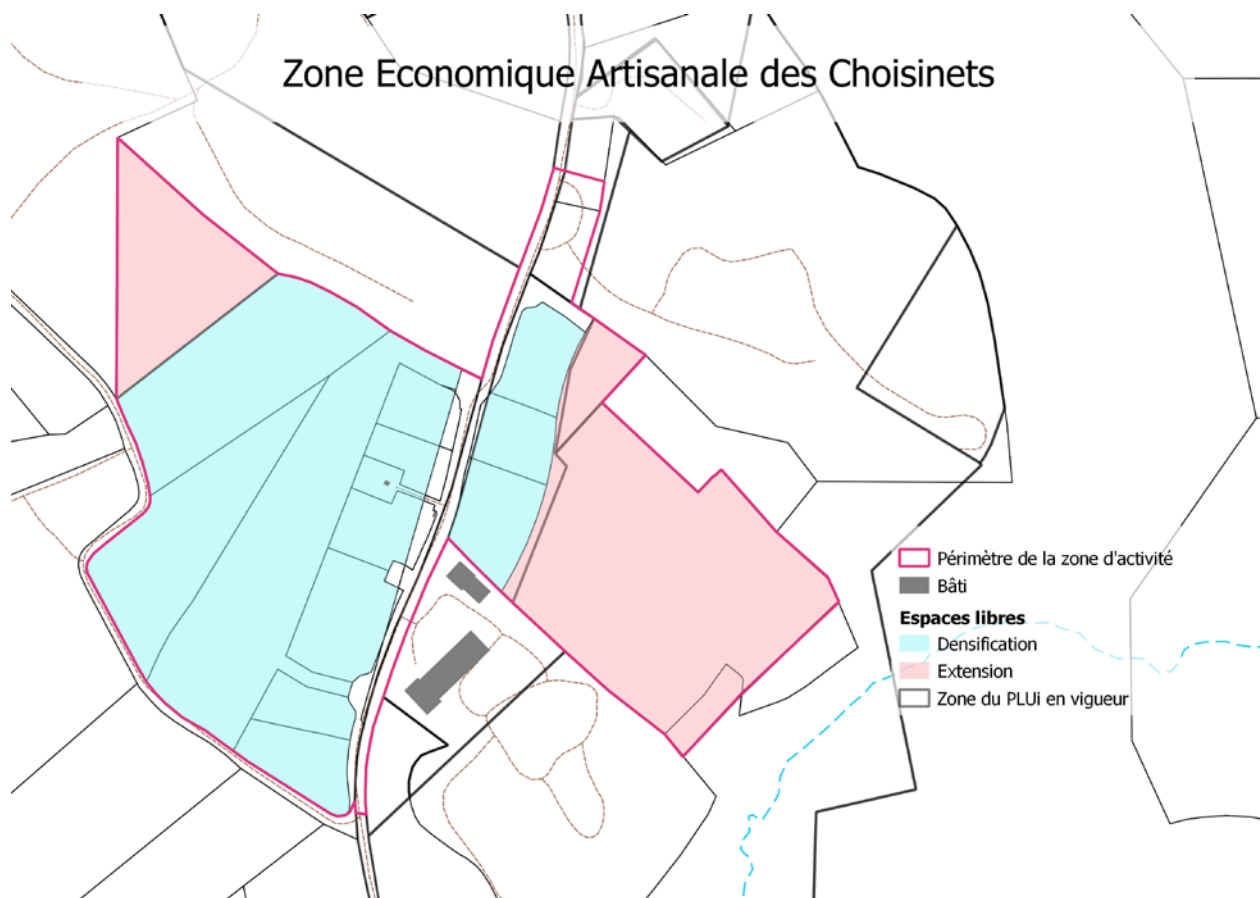 Zone Economique Artisanale des Choisinets
Périmètre de la zone d'activité
Bâti
Espaces libres
Densification
Extension
Zone du PLUi en vigueur